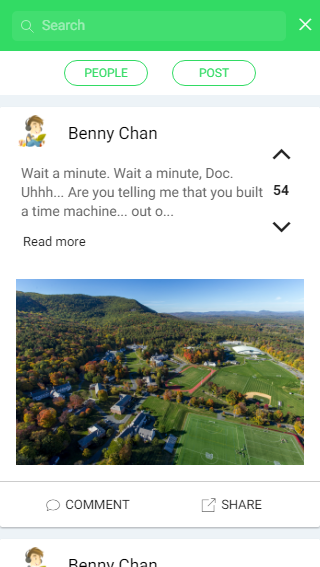 Search
PEOPLE
POST
Benny Chan
Wait a minute. Wait a minute, Doc.
Uhhh... Are you telling me that you built
a time machine... out o...
54
Read more
COMMENT
SHARE
Benny Chan